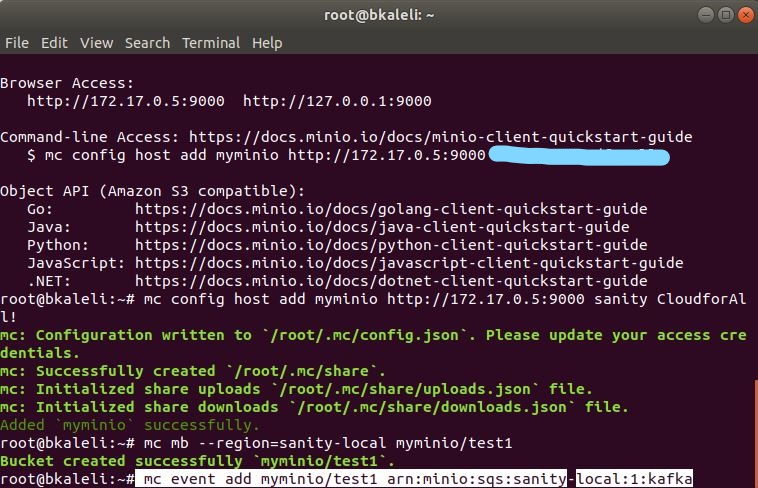 root@bkaleli: ~
File Edit View Search Terminal Help
Browser Access:
http://172.17.0.5:9000 http://127.0.0.1:9000
Command-line Access: https://docs.minio.io/docs/minio-client-quickstart-guide
$ mc config host add myminio http://172.17.0.5:9000
Object API (Amazon S3 compatible):
Go: https://docs.minio.io/docs/golang-client-quickstart-guide
Java: https://docs.minio.io/docs/java-client-quickstart-guide
Python: https://docs.minio.io/docs/python-client-quickstart-guide
JavaScript: https://docs.minio.io/docs/javascript-client-quickstart-guide
.NET: https://docs.minio.io/docs/dotnet-client-quickstart-guide
root@bkaleli:~# mc config host add myminio http://172.17.0.5:9000 sanity CloudforAl
l!
mc: Configuration written to `/root/.mc/config.json`. Please update your access cre
dentials.
mc: Successfully created `/root/.mc/share`.
mc: Initialized share uploads `/root/.mc/share/uploads.json` file.
mc: Initialized share downloads `/root/.mc/share/downloads.json` file.
Added `myminio` successfully.
root@bkaleli:~# mc mb --region=sanity-local myminio/test1
Bucket created successfully `myminio/test1`.
root@bkaleli:~# mc event add myminio/test1 arn:minio:sqs:sanity-local:1:kafka